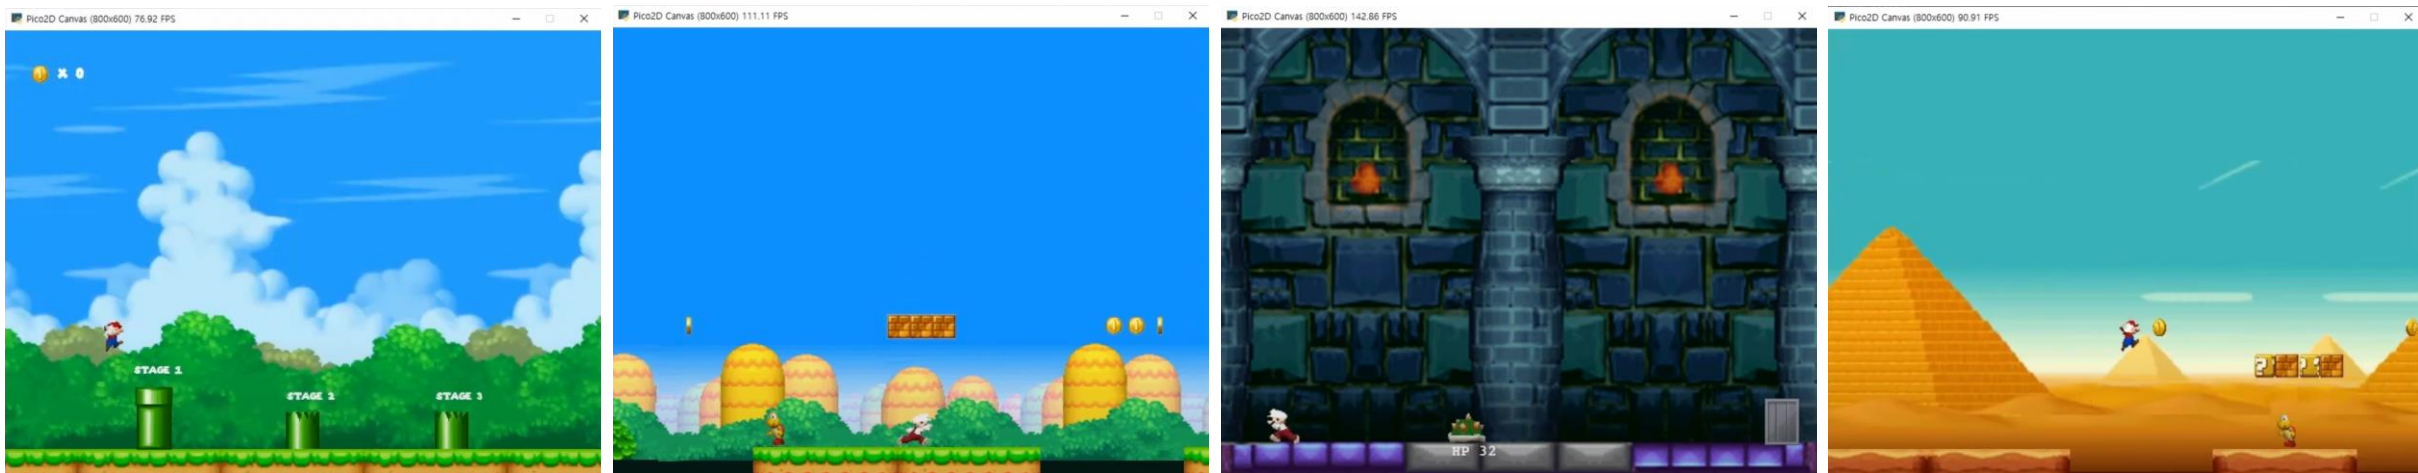 Pico2D Canvas (800x600) 76.92 FPS
× 0
STAGE 1
STAGE 2
STAGE 3
Pico2D Canvas (800x600) 111.11 FPS
Pico2D Canvas (800x600) 142.86 FPS
HP 32
Pico2D Canvas (800x600) 90.91 FPS